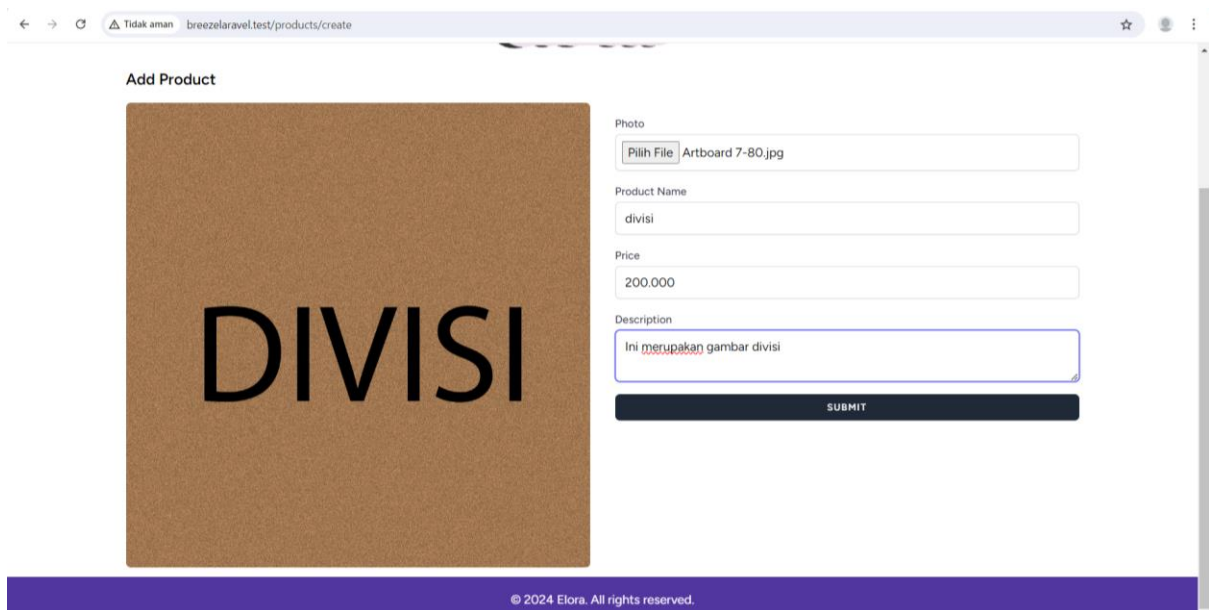 Tidak aman
breezelaravel.test/products/create
Add Product
DIVISI
Photo
Pilih File Artboard 7-80.jpg
Product Name
divisi
Price
200.000
Description
Ini merupakan gambar divisi
SUBMIT
© 2024 Elora. All rights reserved.